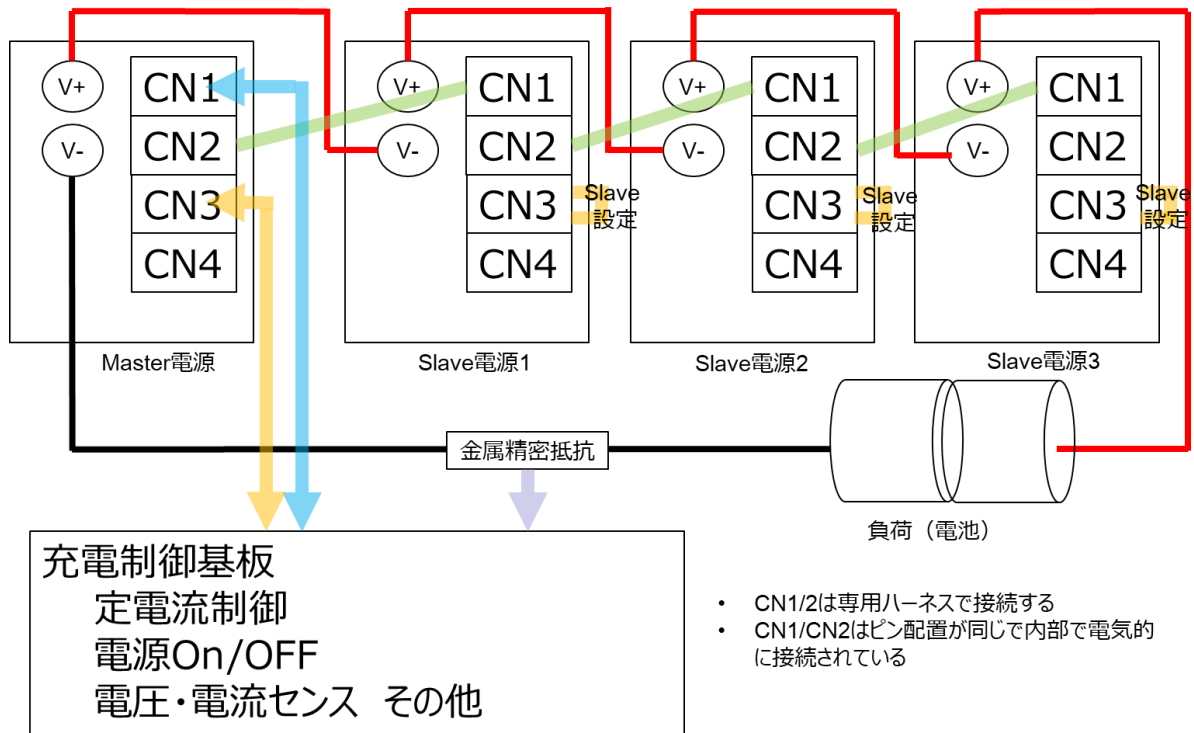 V+
CN1
V-
CN2
CN3
CN4
Master電源
V+
CN1
V-
CN2
CN3
Slave
設定
CN4
Slave電源1
V+
CN1
V-
CN2
CN3
Slave
設定
CN4
Slave電源2
V+
CN1
V-
CN2
CN3
Slave
設定
CN4
Slave電源3
金属精密抵抗
負荷（電池）
充電制御基板
定電流制御
電源On/OFF
電圧・電流センス その他
• CN1/2は専用ハーネスで接続する
• CN1/CN2はピン配置が同じで内部で電気的
に接続されている